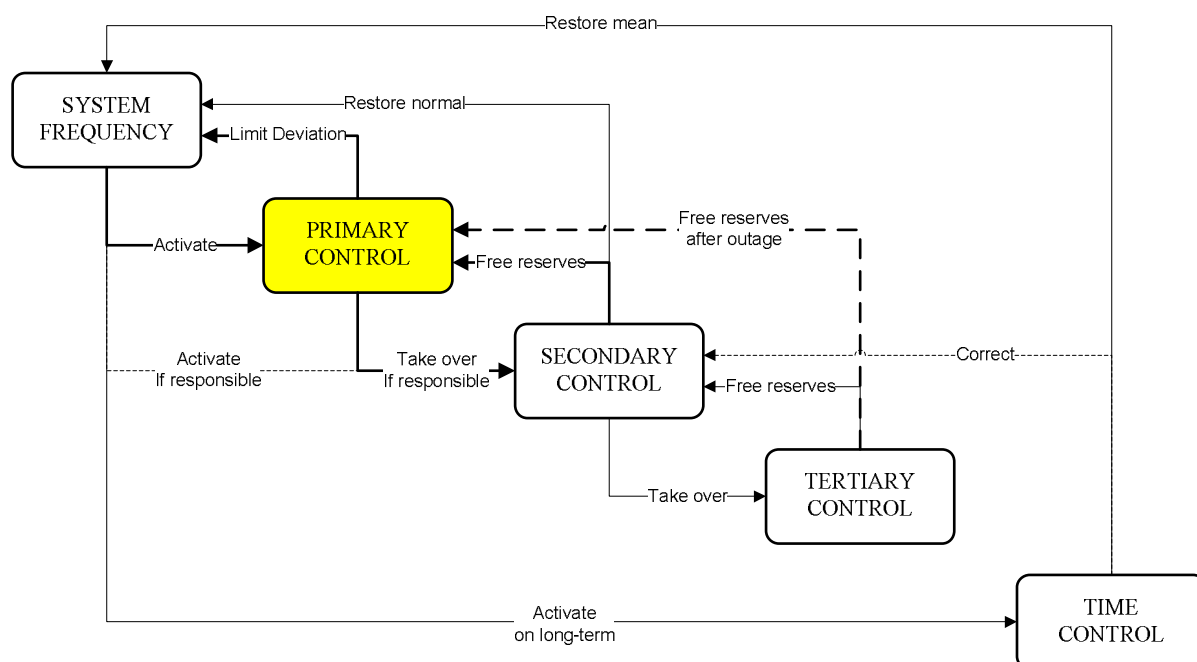 Restore mean
SYSTEM
FREQUENCY
Restore normal
Limit Deviation
PRIMARY
CONTROL
Activate
Free reserves
after outage
Free reserves
SECONDARY
CONTROL
Activate
If responsible
Take over
If responsible
Correct
Free reserves
TERTIARY
CONTROL
Take over
TIME
CONTROL
Activate
on long-term